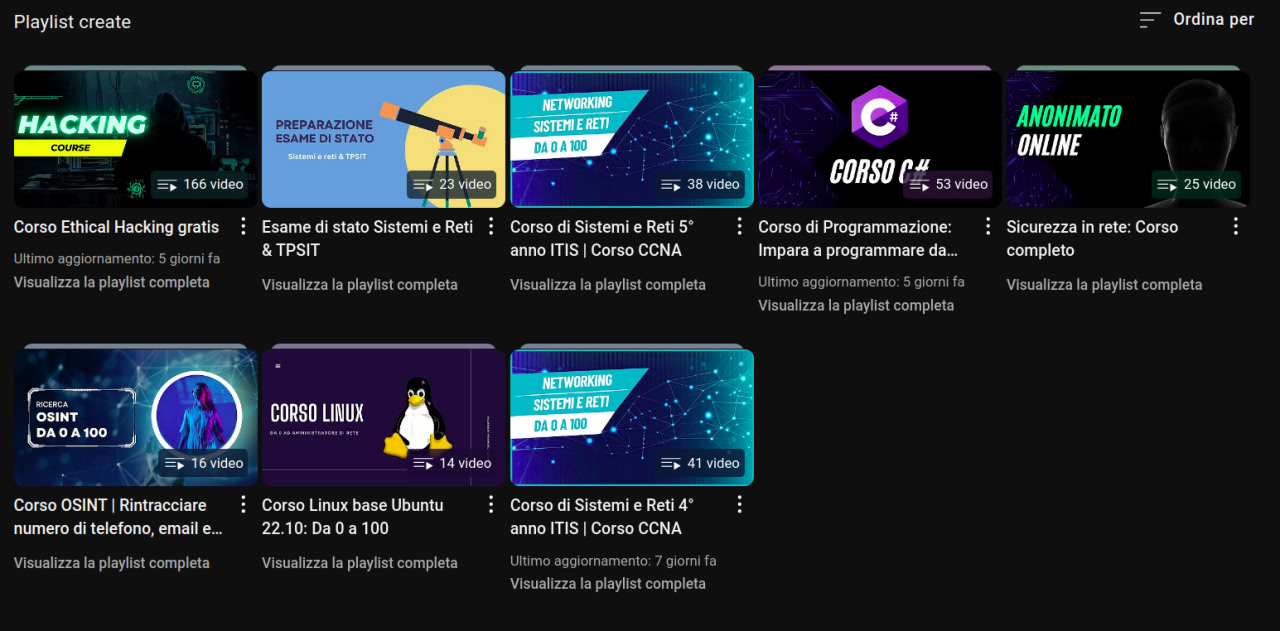 Playlist create
Ordina per
HACKING
COURSE
166 video
Corso Ethical Hacking gratis
Ultimo aggiornamento: 5 giorni fa
Visualizza la playlist completa
PREPARAZIONE
ESAME DI STATO
Sistemi e reti & TPSIT
23 video
Esame di stato Sistemi e Reti
& TPSIT
Visualizza la playlist completa
NETWORKING
SISTEMI E RETI
DA 0 A 100
38 video
Corso di Sistemi e Reti 5°
anno ITIS | Corso CCNA
Visualizza la playlist completa
C#
CORSO C#
53 video
Corso di Programmazione:
Impara a programmare da...
Ultimo aggiornamento: 5 giorni fa
Visualizza la playlist completa
ANONIMATO
ONLINE
25 video
Sicurezza in rete: Corso
completo
Visualizza la playlist completa
RICERCA
OSINT
DA 0 A 100
16 video
Corso OSINT | Rintracciare
numero di telefono, email e...
Visualizza la playlist completa
CORSO LINUX
DA 0 AD AMMINISTRATORE DI RETE
14 video
Corso Linux base Ubuntu
22.10: Da 0 a 100
Visualizza la playlist completa
NETWORKING
SISTEMI E RETI
DA 0 A 100
41 video
Corso di Sistemi e Reti 4°
anno ITIS | Corso CCNA
Ultimo aggiornamento: 7 giorni fa
Visualizza la playlist completa